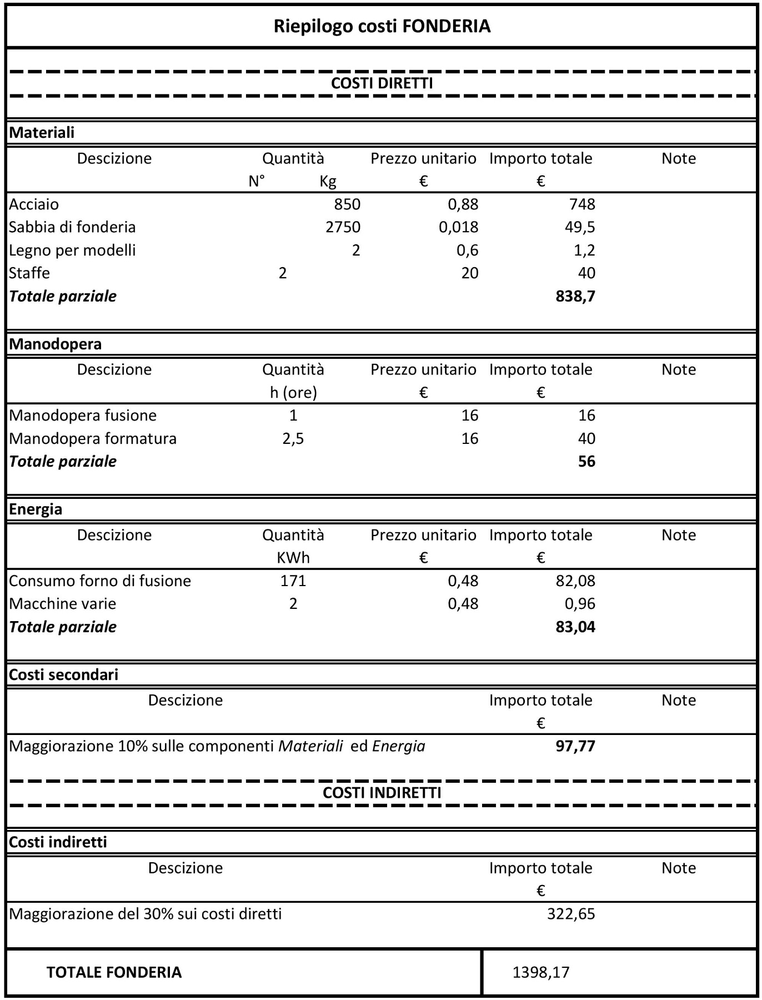 Riepilogo costi FONDERIA
COSTI DIRETTI
Materiali
Descizione Quantità Prezzo unitario Importo totale Note
N° Kg € €
Acciaio 850 0,88 748
Sabbia di fonderia 2750 0,018 49,5
Legno per modelli 2 0,6 1,2
Staffe 2 20 40
Totale parziale 838,7
Manodopera
Descizione Quantità Prezzo unitario Importo totale Note
h (ore) € €
Manodopera fusione 1 16 16
Manodopera formatura 2,5 16 40
Totale parziale 56
Energia
Descizione Quantità Prezzo unitario Importo totale Note
KWh € €
Consumo forno di fusione 171 0,48 82,08
Macchine varie 2 0,48 0,96
Totale parziale 83,04
Costi secondari
Descizione Importo totale Note
€
Maggiorazione 10% sulle componenti Materiali ed Energia 97,77
COSTI INDIRETTI
Costi indiretti
Descizione Importo totale Note
€
Maggiorazione del 30% sui costi diretti 322,65
TOTALE FONDERIA 1398,17